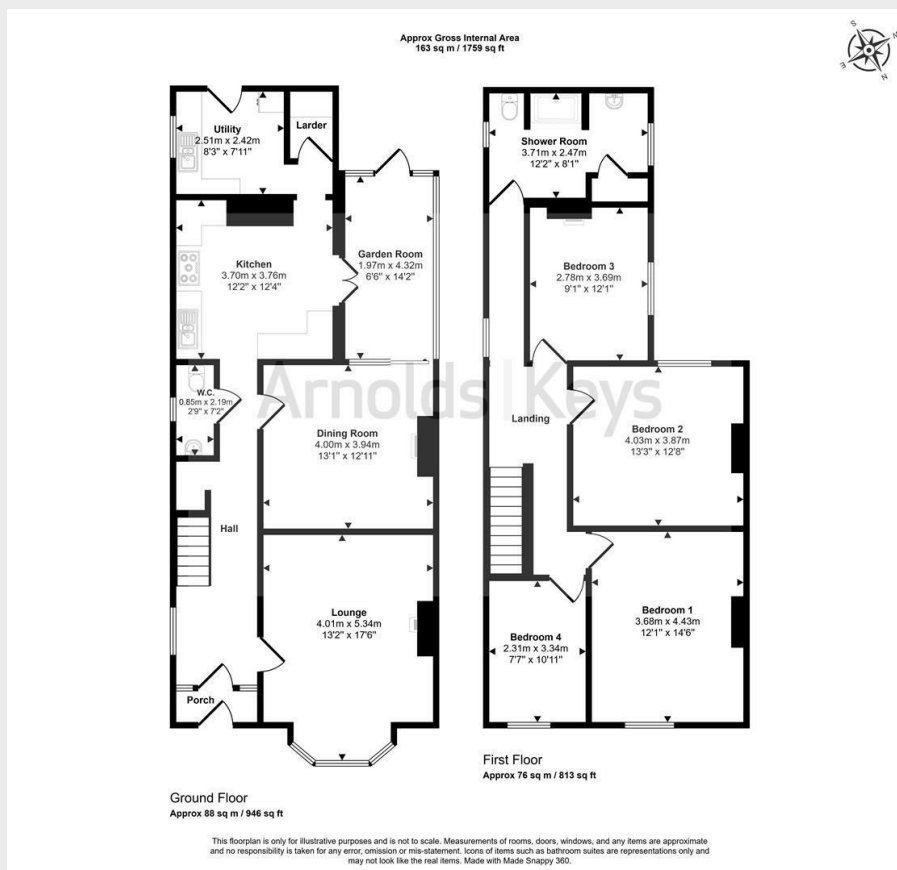 Approx Gross Internal Area
163 sq m / 1759 sq ft
S
N
E
N
Utility
2.51m x 2.42m
8'3" x 7'11"
Larder
Kitchen
3.70m x 3.76m
12'2" x 12'4"
Garden Room
1.97m x 4.32m
6'6" x 14'2"
W.C.
0.85m x 2.19m
2'9" x 7'2"
Dining Room
4.00m x 3.94m
13'1" x 12'11"
Hall
Lounge
4.01m x 5.34m
13'2" x 17'6"
Porch
Ground Floor
Approx 88 sq m / 946 sq ft
Shower Room
3.71m x 2.47m
12'2" x 8'1"
Bedroom 3
2.78m x 3.69m
9'1" x 12'1"
Landing
Bedroom 2
4.03m x 3.87m
13'3" x 12'8"
Bedroom 1
3.68m x 4.43m
12'1" x 14'6"
Bedroom 4
2.31m x 3.34m
7'7" x 10'11"
First Floor
Approx 76 sq m / 813 sq ft
Arnolds | Keys
This floorplan is only for illustrative purposes and is not to scale. Measurements of rooms, doors, windows, and any items are approximate
and no responsibility is taken for any error, omission or mis-statement. Icons of items such as bathroom suites are representations only and
may not look like the real items. Made with Made Snappy 360.